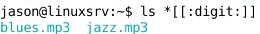 jason@linuxsrv:~$ ls *[[:digit:]]
blues.mp3  jazz.mp3